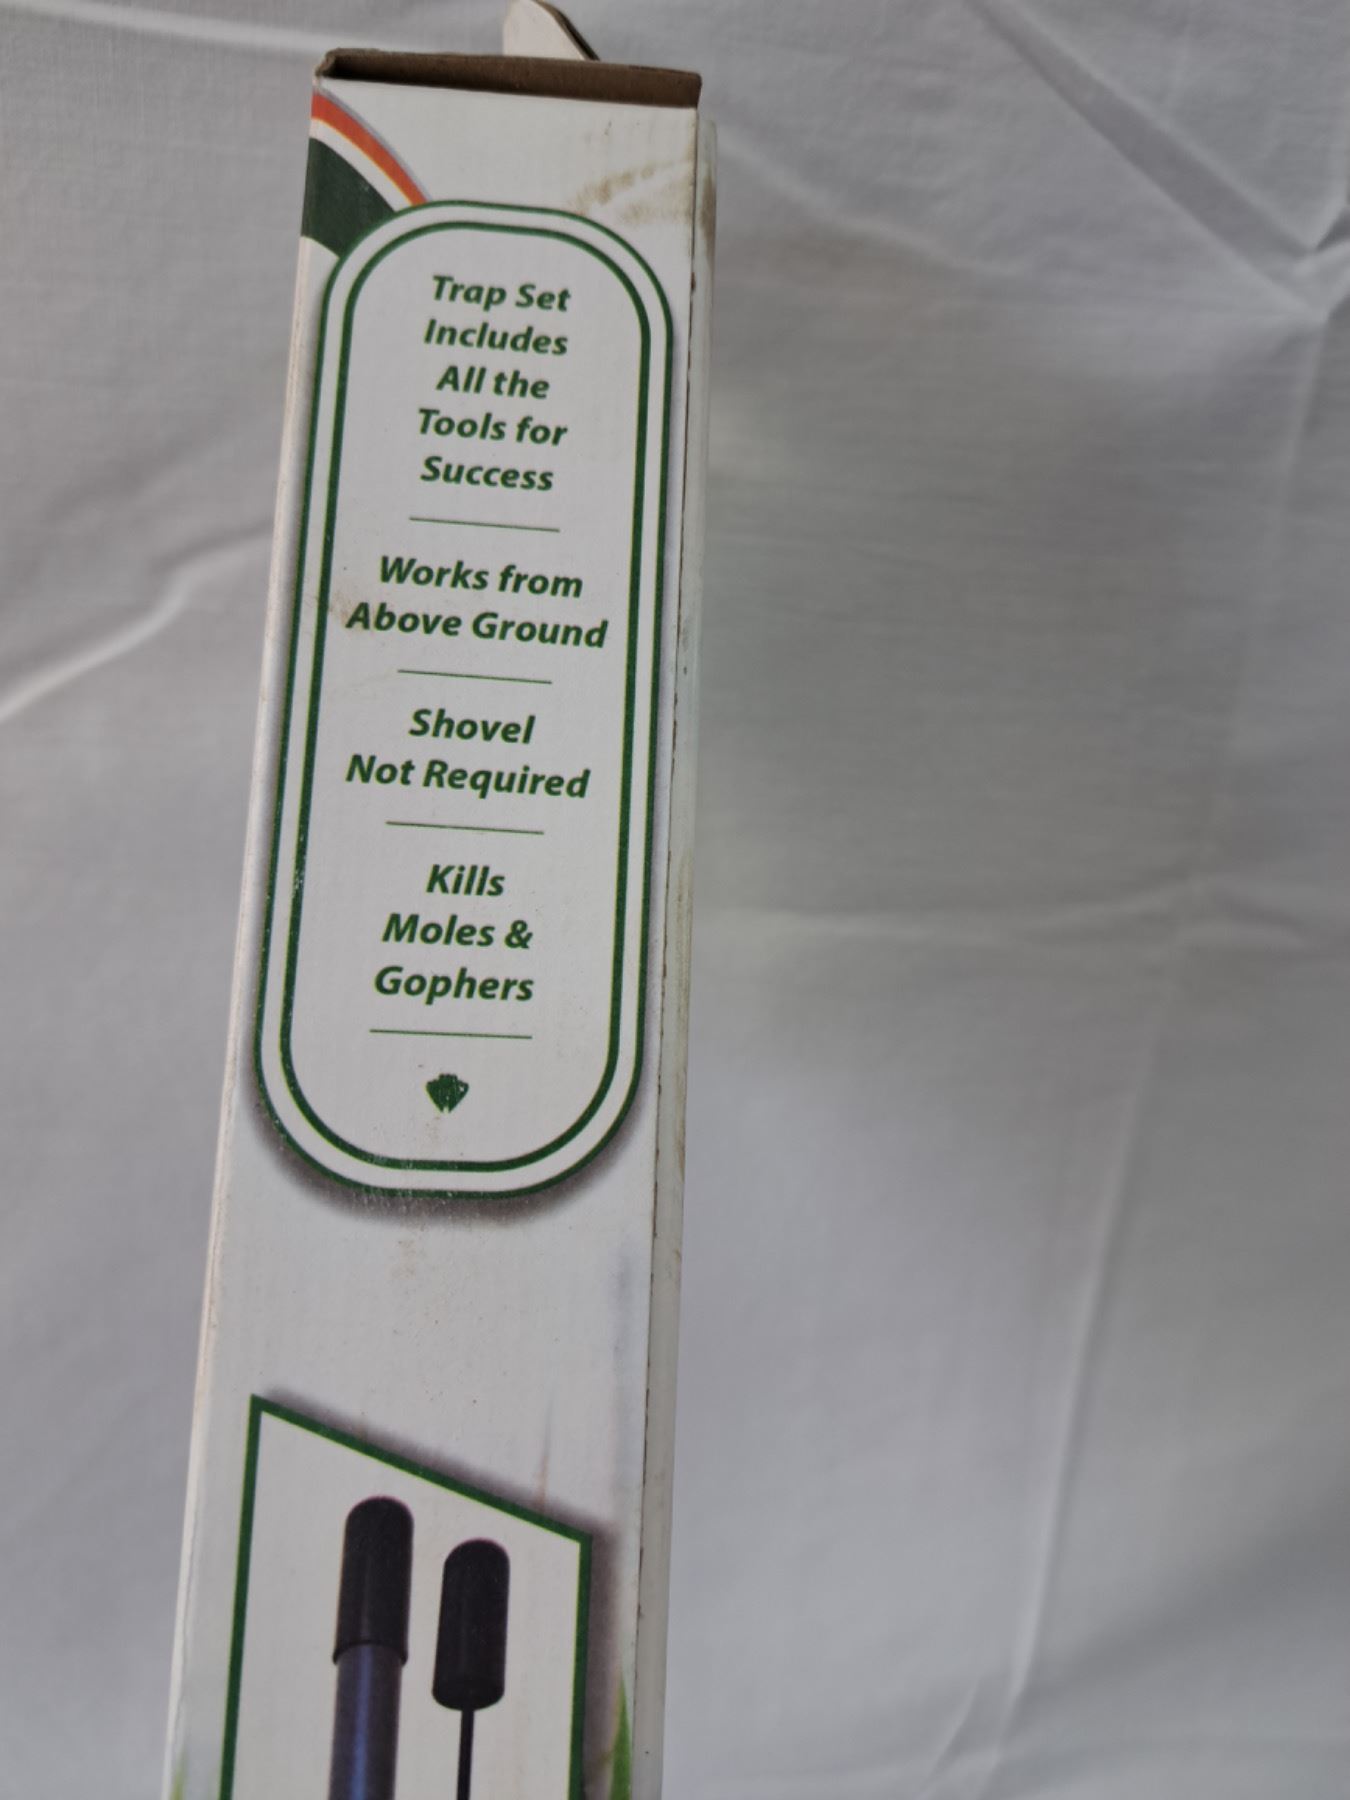 Trap Set
Includes
All the
Tools for
Success
Works from
Above Ground
Shovel
Not Required
Kills
Moles &
Gophers